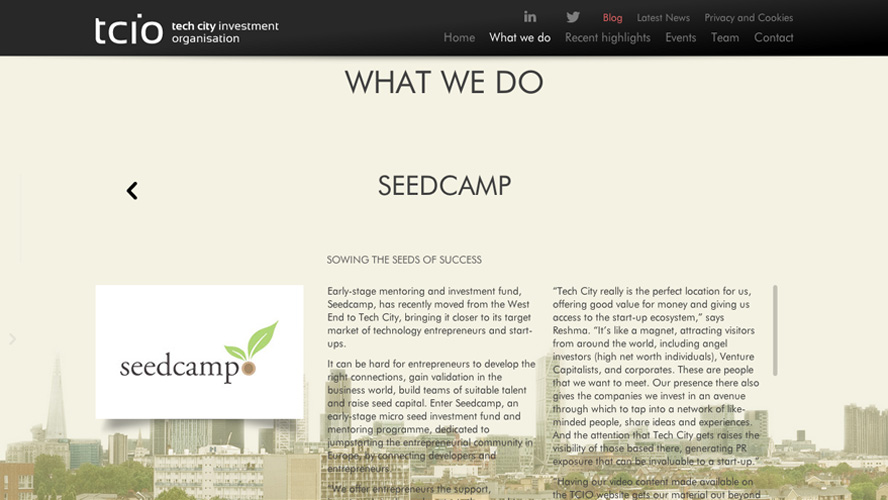 tcio tech city investment
organisation
in Blog Latest News Privacy and Cookies
Home What we do Recent highlights Events Team Contact
WHAT WE DO
SEEDCAMP
SOWING THE SEEDS OF SUCCESS
seedcamp
Early-stage mentoring and investment fund,
Seedcamp, has recently moved from the West
End to Tech City, bringing it closer to its target
market of technology entrepreneurs and start-
ups.
It can be hard for entrepreneurs to develop the
right connections, gain validation in the
business world, build teams of suitable talent
and raise seed capital. Enter Seedcamp, an
early-stage micro seed investment fund and
mentoring programme, dedicated to
jumpstarting the entrepreneurial community in
Europe, by connecting developers and
entrepreneurs.
"We offer entrepreneurs the support,
"Tech City really is the perfect location for us,
offering good value for money and giving us
access to the start-up ecosystem," says
Reshma. "It's like a magnet, attracting visitors
from around the world, including angel
investors (high net worth individuals), Venture
Capitalists, and corporates. These are people
that we want to meet. Our presence there also
gives the companies we invest in an avenue
through which to tap into a network of like-
minded people, share ideas and experiences.
And the attention that Tech City gets raises the
visibility of those based there, generating PR
exposure that can be invaluable to a start-up."
"Having our video content made available on
the TCIO website gets our material out beyond